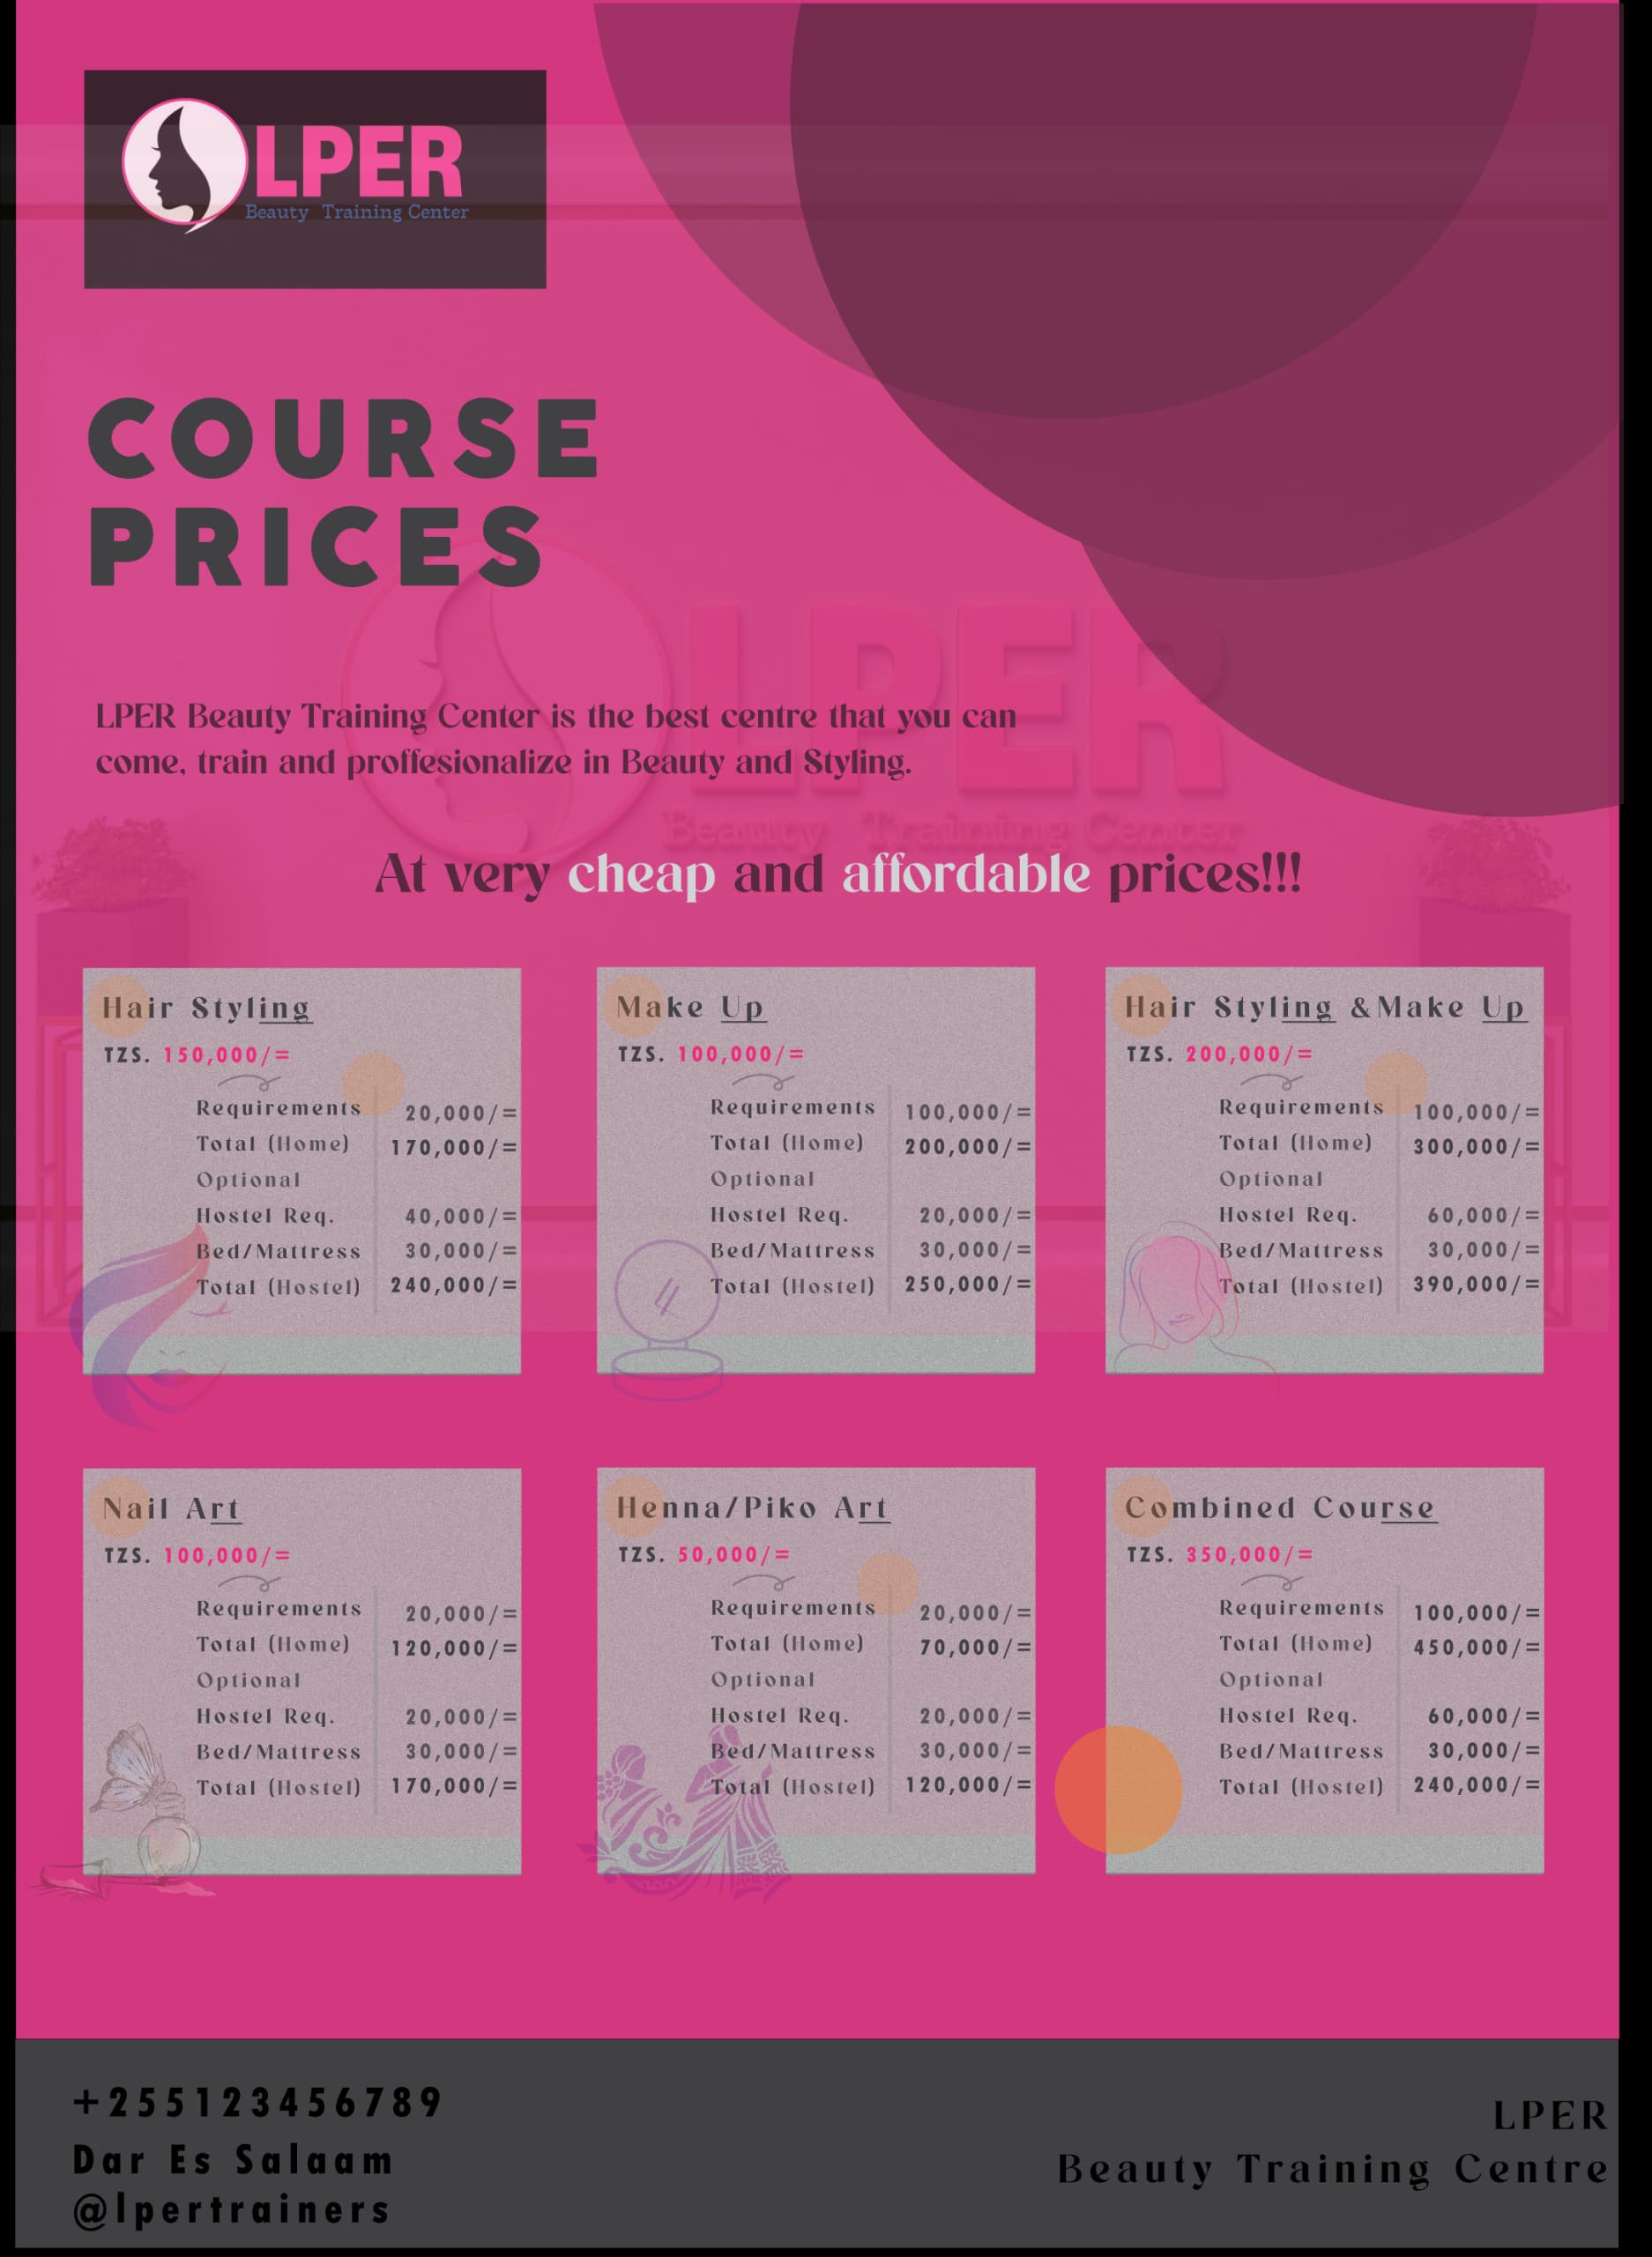 LPER
Beauty Training Center
COURSE
PRICES
LPER
Beauty Training Center
LPER Beauty Training Center is the best centre that you can
come, train and proffesionalize in Beauty and Styling.
At very cheap and affordable prices!!!
Hair Styling
TZS. 150,000/=
Requirements 20,000/=
Total (Home) 170,000/=
Optional
Hostel Req. 40,000/=
Bed/Mattress 30,000/=
Total (Hostel) 240,000/=
Make Up
TZS. 100,000/=
Requirements 100,000/=
Total (Home) 200,000/=
Optional
Hostel Req. 20,000/=
Bed/Mattress 30,000/=
Total (Hostel) 250,000/=
Hair Styling &Make Up
TZS. 200,000/=
Requirements 100,000/=
Total (Home) 300,000/=
Optional
Hostel Req. 60,000/=
Bed/Mattress 30,000/=
Total (Hostel) 390,000/=
Nail Art
TZS. 100,000/=
Requirements 20,000/=
Total (Home) 120,000/=
Optional
Hostel Req. 20,000/=
Bed/Mattress 30,000/=
Total (Hostel) 170,000/=
Henna/Piko Art
TZS. 50,000/=
Requirements 20,000/=
Total (Home) 70,000/=
Optional
Hostel Req. 20,000/=
Bed/Mattress 30,000/=
Total (Hostel) 120,000/=
Combined Course
TZS. 350,000/=
Requirements 100,000/=
Total (Home) 450,000/=
Optional
Hostel Req. 60,000/=
Bed/Mattress 30,000/=
Total (Hostel) 240,000/=
+255123456789
Dar Es Salaam
@lpertrainers
LPER
Beauty Training Centre